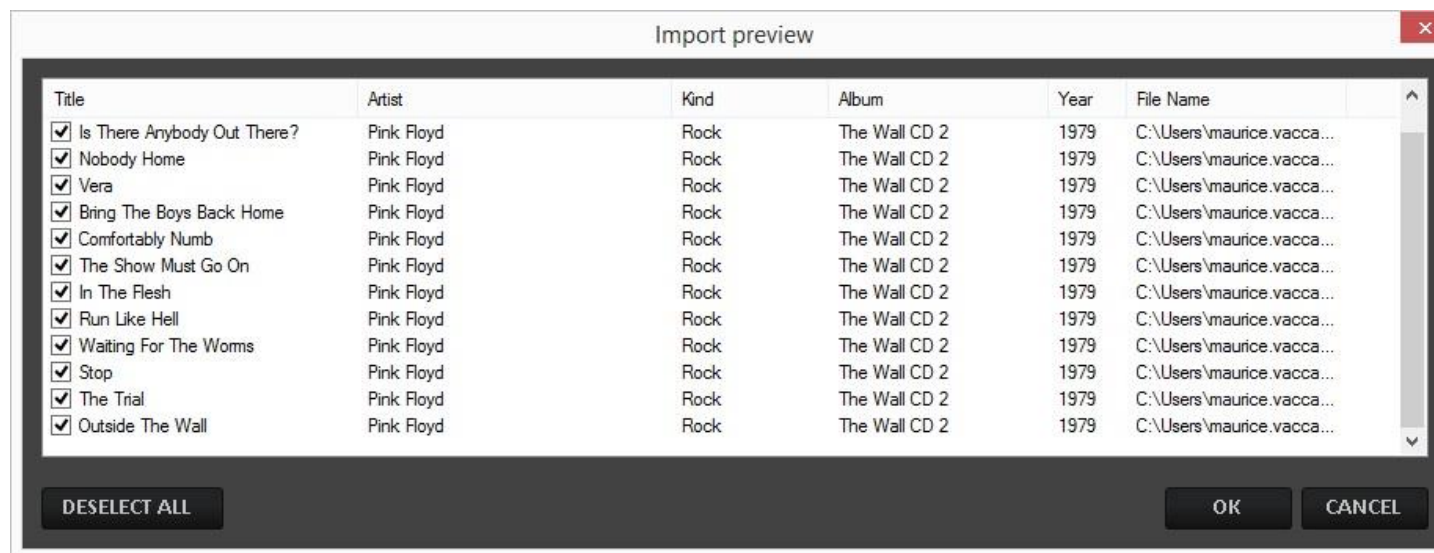 Import preview
Title Artist Kind Album Year File Name
Is There Anybody Out There? Pink Floyd Rock The Wall CD 2 1979 C:\Users\maurice.vacca...
Nobody Home Pink Floyd Rock The Wall CD 2 1979 C:\Users\maurice.vacca...
Vera Pink Floyd Rock The Wall CD 2 1979 C:\Users\maurice.vacca...
Bring The Boys Back Home Pink Floyd Rock The Wall CD 2 1979 C:\Users\maurice.vacca...
Comfortably Numb Pink Floyd Rock The Wall CD 2 1979 C:\Users\maurice.vacca...
The Show Must Go On Pink Floyd Rock The Wall CD 2 1979 C:\Users\maurice.vacca...
In The Flesh Pink Floyd Rock The Wall CD 2 1979 C:\Users\maurice.vacca...
Run Like Hell Pink Floyd Rock The Wall CD 2 1979 C:\Users\maurice.vacca...
Waiting For The Worms Pink Floyd Rock The Wall CD 2 1979 C:\Users\maurice.vacca...
Stop Pink Floyd Rock The Wall CD 2 1979 C:\Users\maurice.vacca...
The Trial Pink Floyd Rock The Wall CD 2 1979 C:\Users\maurice.vacca...
Outside The Wall Pink Floyd Rock The Wall CD 2 1979 C:\Users\maurice.vacca...
DESELECT ALL OK CANCEL